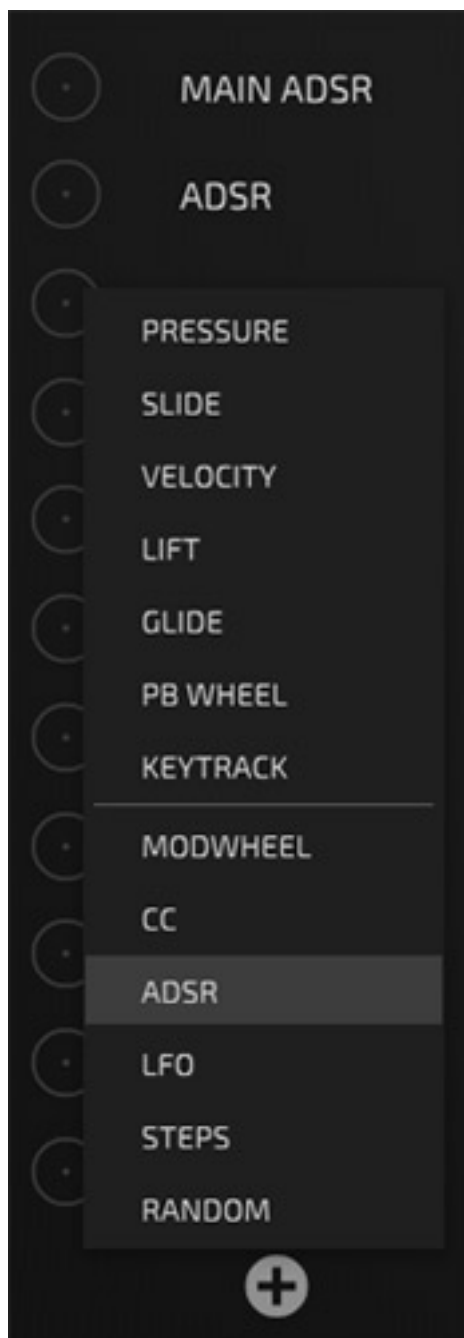 MAIN ADSR
ADSR
PRESSURE
SLIDE
VELOCITY
LIFT
GLIDE
PB WHEEL
KEYTRACK
MODWHEEL
CC
ADSR
LFO
STEPS
RANDOM